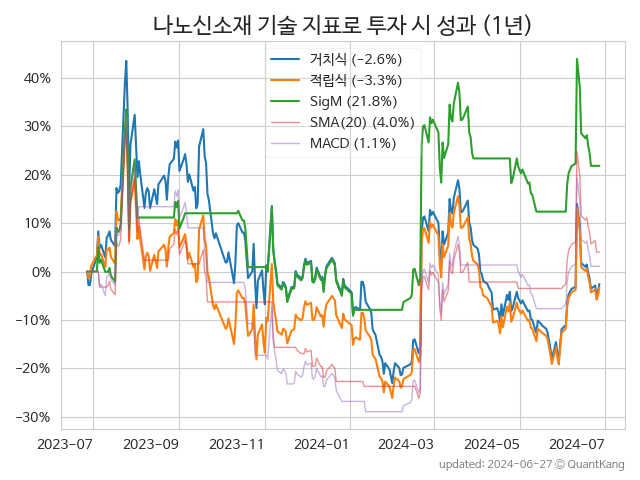 나노신소재 기술 지표로 투자 시 성과 (1년)
거치식 (−2.6%)
적립식 (−3.3%)
SigM (21.8%)
SMA(20) (4.0%)
MACD (1.1%)
40%
30%
20%
10%
0%
−10%
−20%
−30%
2023-07 2023-09 2023-11 2024-01 2024-03 2024-05 2024-07
updated: 2024-06-27 © QuantKang